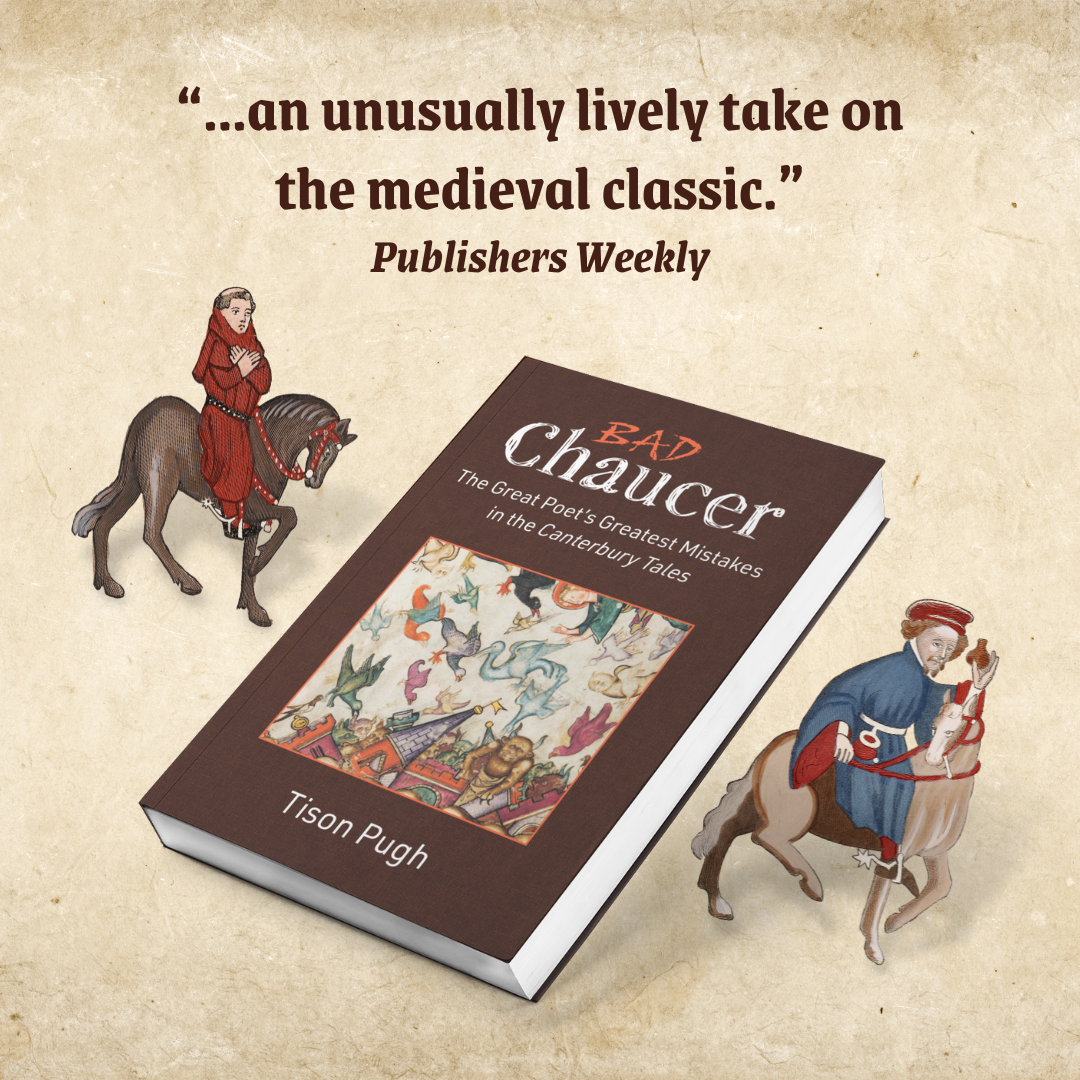 “...an unusually lively take on
the medieval classic.”
Publishers Weekly
BAD
Chaucer
The Great Poet's Greatest Mistakes
in the Canterbury Tales
Tison Pugh